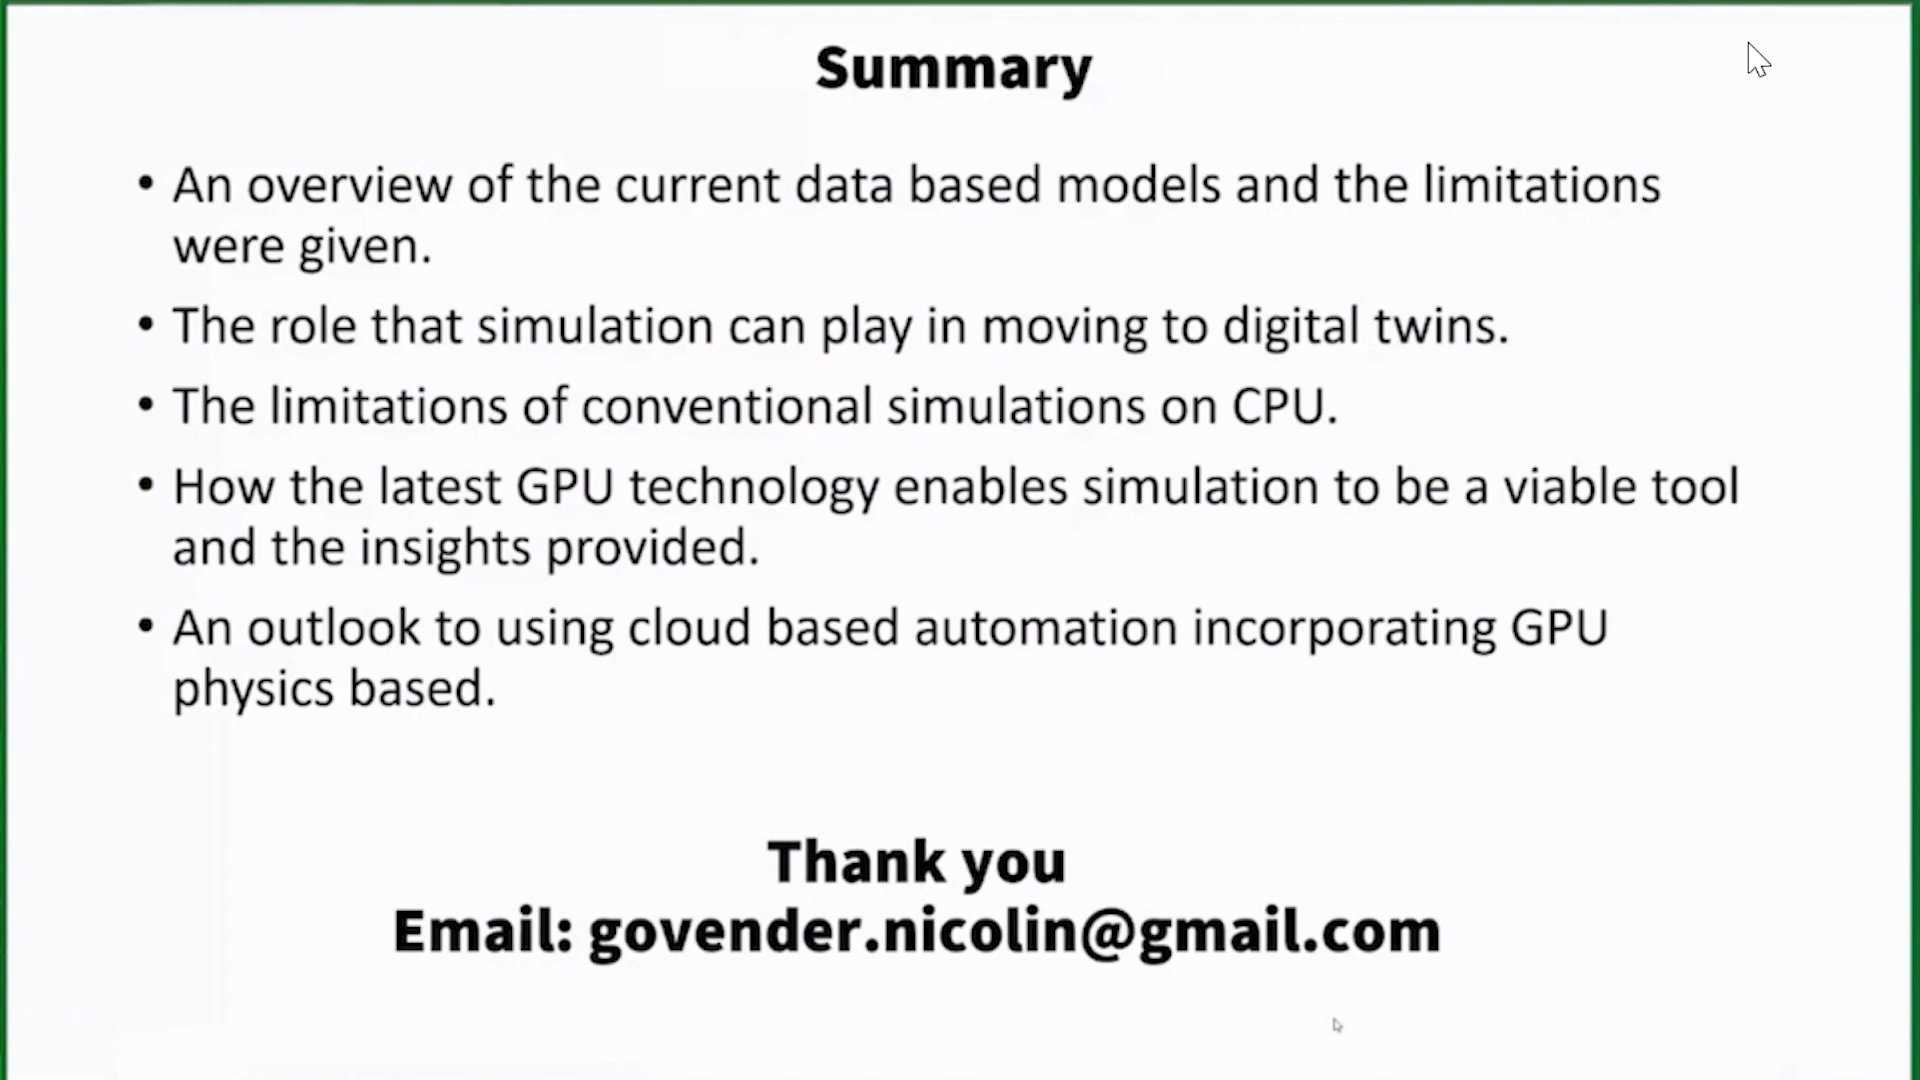 Summary
• An overview of the current data based models and the limitations
were given.
• The role that simulation can play in moving to digital twins.
• The limitations of conventional simulations on CPU.
• How the latest GPU technology enables simulation to be a viable tool
and the insights provided.
• An outlook to using cloud based automation incorporating GPU
physics based.
Thank you
Email: govender.nicolin@gmail.com